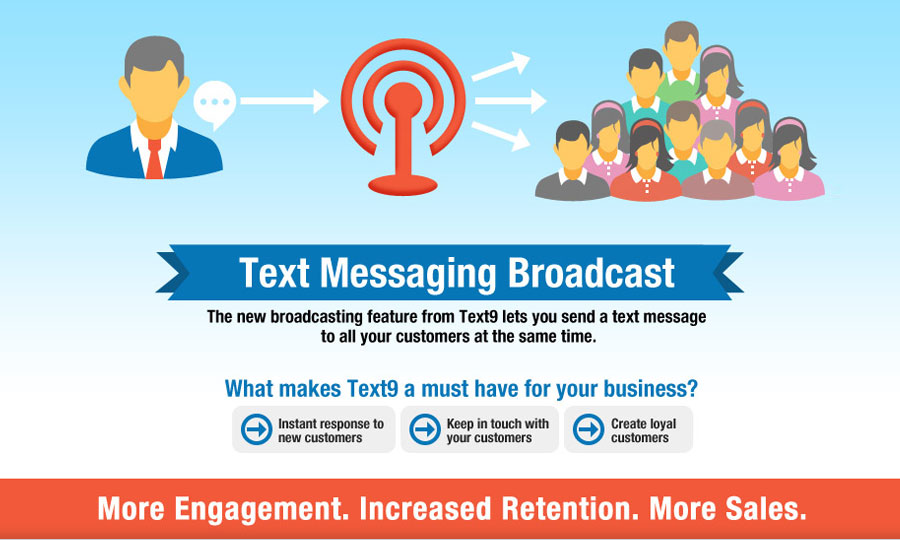 Text Messaging Broadcast
The new broadcasting feature from Text9 lets you send a text message
to all your customers at the same time.
What makes Text9 a must have for your business?
Instant response to
new customers
Keep in touch with
your customers
Create loyal
customers
More Engagement. Increased Retention. More Sales.